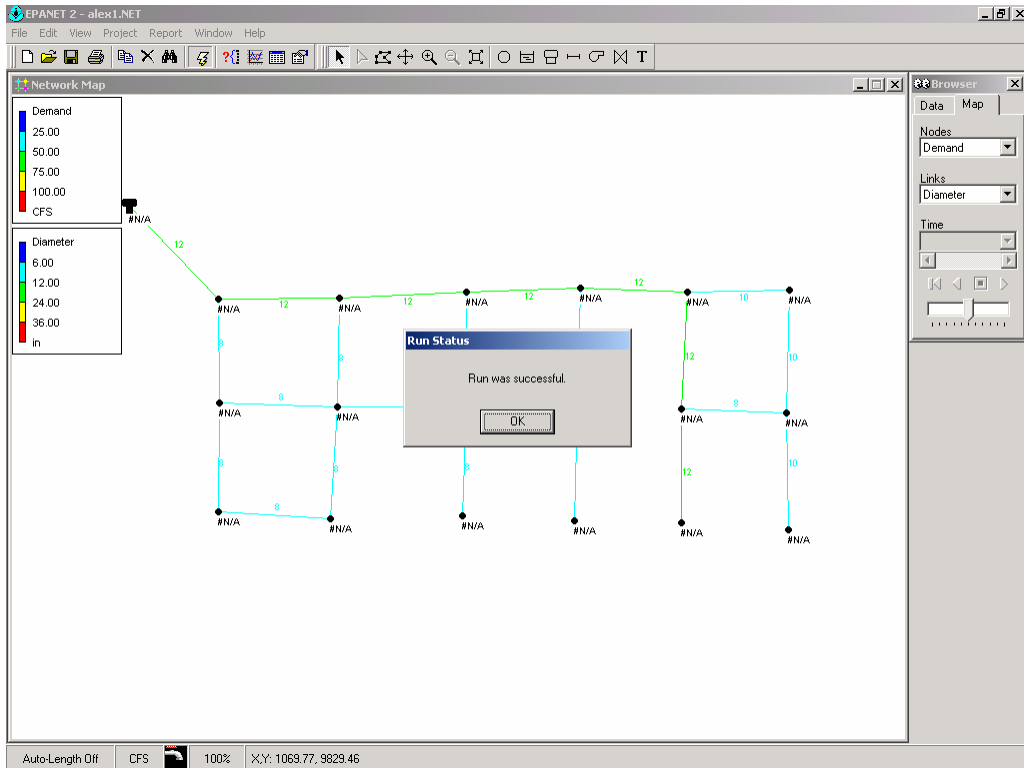 EPANET 2 - alex1.NET
File Edit View Project Report Window Help
T
Network Map
Browser
Demand
25.00
50.00
75.00
100.00
CFS
Diameter
6.00
12.00
24.00
36.00
in
Data Map
Nodes
Demand
Links
Diameter
Time
#N/A
12
12 12 12 12 10
#N/A #N/A #N/A #N/A #N/A #N/A
8 8 12 10
8 8
#N/A #N/A #N/A #N/A
8 8 8 12 10
8
#N/A #N/A #N/A #N/A #N/A #N/A
Run Status
Run was successful.
OK
Auto-Length Off CFS 100% X,Y: 1069.77, 9829.46